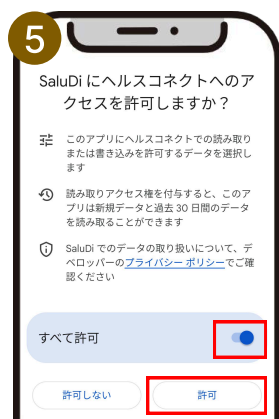 5
SaluDi にヘルスコネクトへのア
クセスを許可しますか？
このアプリにヘルスコネクトでの読み取り
または書き込みを許可するデータを選択し
ます
読み取りアクセス権を付与すると、このア
プリは新規データと過去 30 日間のデータ
を読み取ることができます
SaluDi でのデータの取り扱いについて、デ
ベロッパーのプライバシー ポリシーでご確
認ください
すべて許可
許可しない
許可